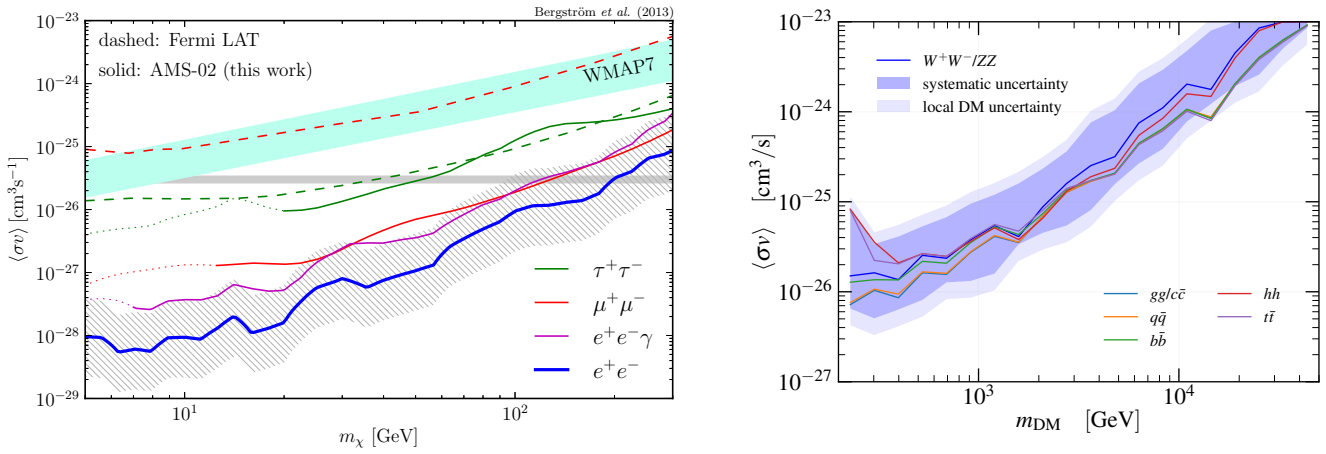 Bergström et al. (2013)
10⁻²³
10⁻²⁴
10⁻²⁵
10⁻²⁶
10⁻²⁷
10⁻²⁸
10⁻²⁹
⟨σv⟩ [cm³s⁻¹]
dashed: Fermi LAT
solid: AMS-02 (this work)
WMAP7
τ⁺τ⁻
μ⁺μ⁻
e⁺e⁻γ
e⁺e⁻
10¹
10²
mχ [GeV]
10⁻²³
10⁻²⁴
10⁻²⁵
10⁻²⁶
10⁻²⁷
⟨σv⟩ [cm³/s]
W⁺W⁻/ZZ
systematic uncertainty
local DM uncertainty
gg/cc̄
qq̄
bb̄
hh
tt̄
10³
10⁴
m_DM [GeV]